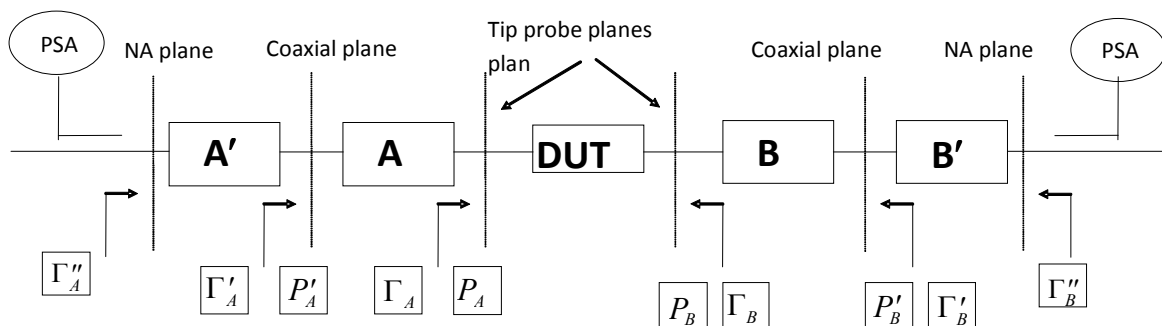 PSA
NA plane
Coaxial plane
Tip probe planes
plan
Coaxial plane
NA plane
PSA
A′
A
DUT
B
B′
Γ″A
Γ′A
P′A
ΓA
PA
PB
ΓB
P′B
Γ′B
Γ″B